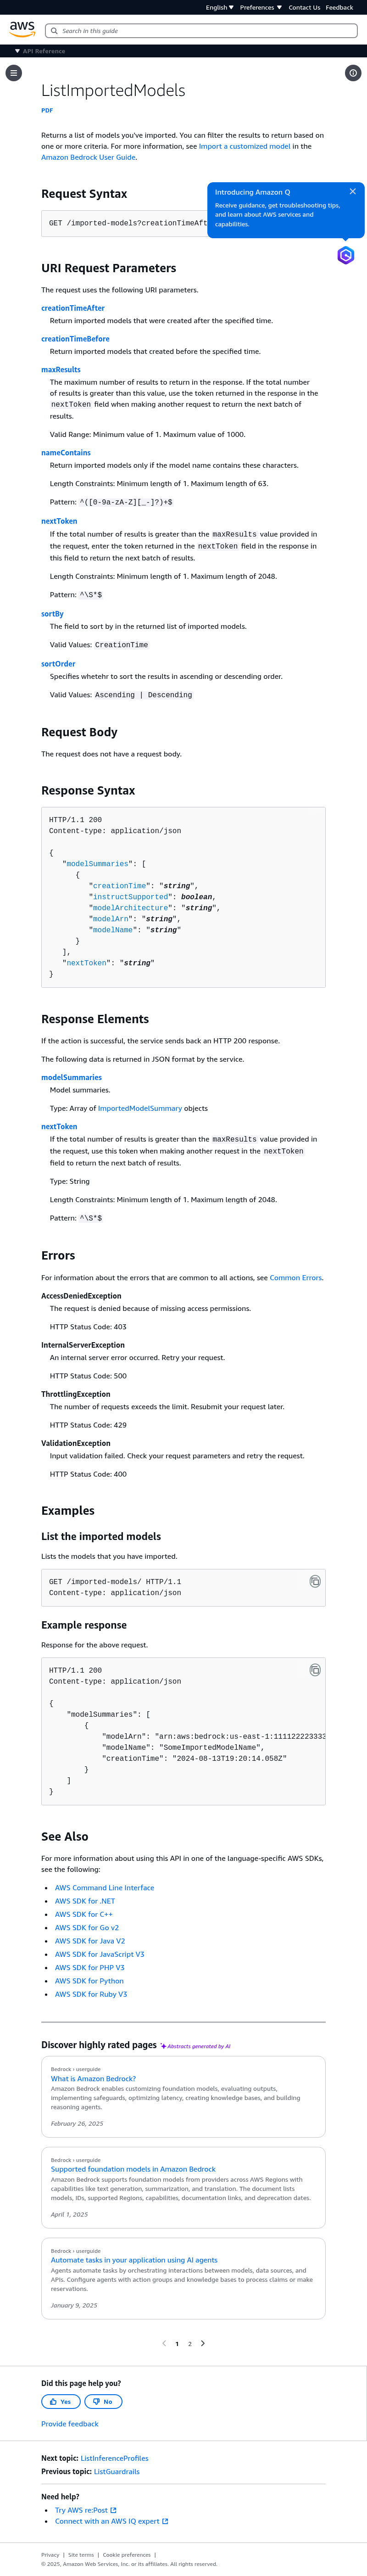 English Preferences Contact Us Feedback
aws
Search in this guide
API Reference
ListImportedModels
PDF
Returns a list of models you've imported. You can filter the results to return based on
one or more criteria. For more information, see Import a customized model in the
Amazon Bedrock User Guide.
Request Syntax
Introducing Amazon Q
Receive guidance, get troubleshooting tips,
and learn about AWS services and
capabilities.
GET /imported-models?creationTimeAft
URI Request Parameters
The request uses the following URI parameters.
creationTimeAfter
Return imported models that were created after the specified time.
creationTimeBefore
Return imported models that created before the specified time.
maxResults
The maximum number of results to return in the response. If the total number
of results is greater than this value, use the token returned in the response in the
nextToken field when making another request to return the next batch of
results.
Valid Range: Minimum value of 1. Maximum value of 1000.
nameContains
Return imported models only if the model name contains these characters.
Length Constraints: Minimum length of 1. Maximum length of 63.
Pattern: ^([0-9a-zA-Z][_-]?)+$
nextToken
If the total number of results is greater than the maxResults value provided in
the request, enter the token returned in the nextToken field in the response in
this field to return the next batch of results.
Length Constraints: Minimum length of 1. Maximum length of 2048.
Pattern: ^\S*$
sortBy
The field to sort by in the returned list of imported models.
Valid Values: CreationTime
sortOrder
Specifies whetehr to sort the results in ascending or descending order.
Valid Values: Ascending | Descending
Request Body
The request does not have a request body.
Response Syntax
HTTP/1.1 200
Content-type: application/json
{
"modelSummaries": [
{
"creationTime": "string",
"instructSupported": boolean,
"modelArchitecture": "string",
"modelArn": "string",
"modelName": "string"
}
],
"nextToken": "string"
}
Response Elements
If the action is successful, the service sends back an HTTP 200 response.
The following data is returned in JSON format by the service.
modelSummaries
Model summaries.
Type: Array of ImportedModelSummary objects
nextToken
If the total number of results is greater than the maxResults value provided in
the request, use this token when making another request in the nextToken
field to return the next batch of results.
Type: String
Length Constraints: Minimum length of 1. Maximum length of 2048.
Pattern: ^\S*$
Errors
For information about the errors that are common to all actions, see Common Errors.
AccessDeniedException
The request is denied because of missing access permissions.
HTTP Status Code: 403
InternalServerException
An internal server error occurred. Retry your request.
HTTP Status Code: 500
ThrottlingException
The number of requests exceeds the limit. Resubmit your request later.
HTTP Status Code: 429
ValidationException
Input validation failed. Check your request parameters and retry the request.
HTTP Status Code: 400
Examples
List the imported models
Lists the models that you have imported.
GET /imported-models/ HTTP/1.1
Content-type: application/json
Example response
Response for the above request.
HTTP/1.1 200
Content-type: application/json
{
"modelSummaries": [
{
"modelArn": "arn:aws:bedrock:us-east-1:111122223333
"modelName": "SomeImportedModelName",
"creationTime": "2024-08-13T19:20:14.058Z"
}
]
}
See Also
For more information about using this API in one of the language-specific AWS SDKs,
see the following:
• AWS Command Line Interface
• AWS SDK for .NET
• AWS SDK for C++
• AWS SDK for Go v2
• AWS SDK for Java V2
• AWS SDK for JavaScript V3
• AWS SDK for PHP V3
• AWS SDK for Python
• AWS SDK for Ruby V3
Discover highly rated pages Abstracts generated by AI
Bedrock › userguide
What is Amazon Bedrock?
Amazon Bedrock enables customizing foundation models, evaluating outputs,
implementing safeguards, optimizing latency, creating knowledge bases, and building
reasoning agents.
February 26, 2025
Bedrock › userguide
Supported foundation models in Amazon Bedrock
Amazon Bedrock supports foundation models from providers across AWS Regions with
capabilities like text generation, summarization, and translation. The document lists
models, IDs, supported Regions, capabilities, documentation links, and deprecation dates.
April 1, 2025
Bedrock › userguide
Automate tasks in your application using AI agents
Agents automate tasks by orchestrating interactions between models, data sources, and
APIs. Configure agents with action groups and knowledge bases to process claims or make
reservations.
January 9, 2025
1 2
Did this page help you?
Yes No
Provide feedback
Next topic: ListInferenceProfiles
Previous topic: ListGuardrails
Need help?
• Try AWS re:Post
• Connect with an AWS IQ expert
Privacy | Site terms | Cookie preferences |
© 2025, Amazon Web Services, Inc. or its affiliates. All rights reserved.